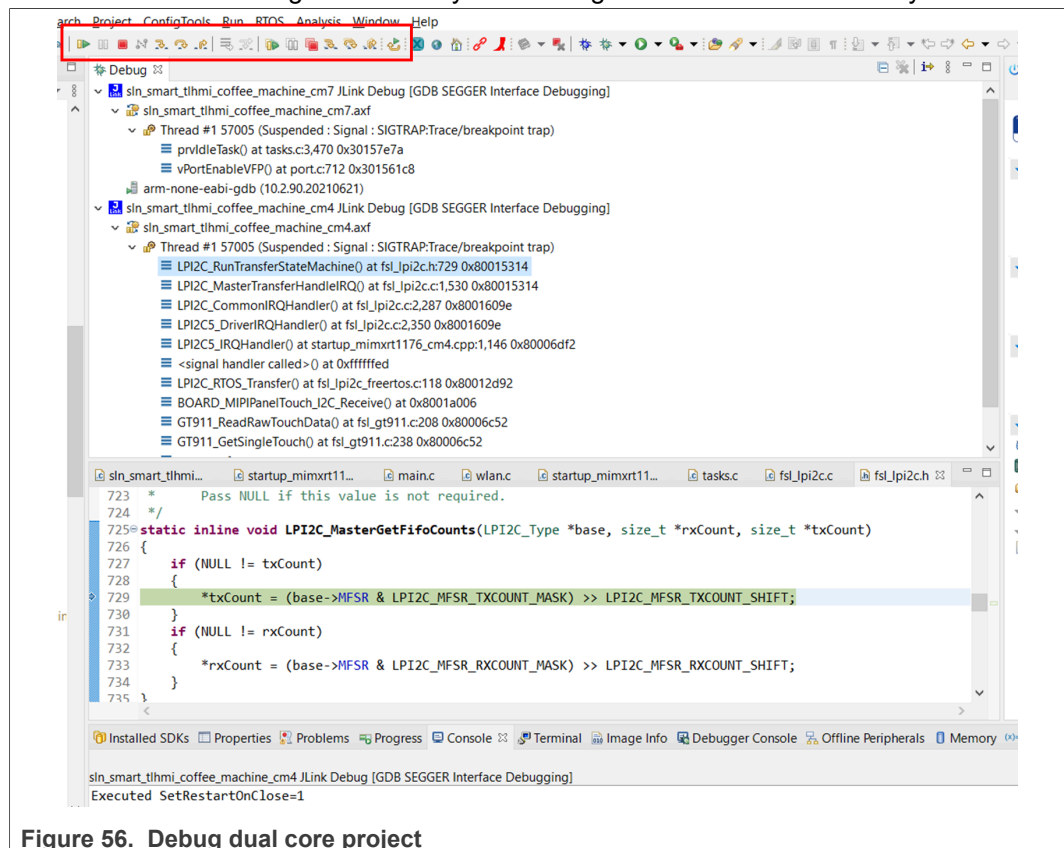 arch Project ConfigTools Run RTOS Analysis Window Help
Debug
sln_smart_tlhmi_coffee_machine_cm7 JLink Debug [GDB SEGGER Interface Debugging]
sln_smart_tlhmi_coffee_machine_cm7.axf
Thread #1 57005 (Suspended : Signal : SIGTRAP:Trace/breakpoint trap)
prvIdleTask() at tasks.c:3,470 0x30157e7a
vPortEnableVFP() at port.c:712 0x301561c8
arm-none-eabi-gdb (10.2.90.20210621)
sln_smart_tlhmi_coffee_machine_cm4 JLink Debug [GDB SEGGER Interface Debugging]
sln_smart_tlhmi_coffee_machine_cm4.axf
Thread #1 57005 (Suspended : Signal : SIGTRAP:Trace/breakpoint trap)
LPI2C_RunTransferStateMachine() at fsl_lpi2c.h:729 0x80015314
LPI2C_MasterTransferHandleIRQ() at fsl_lpi2c.c:1,530 0x80015314
LPI2C_CommonIRQHandler() at fsl_lpi2c.c:2,287 0x8001609e
LPI2C5_DriverIRQHandler() at fsl_lpi2c.c:2,350 0x8001609e
LPI2C5_IRQHandler() at startup_mimxrt1176_cm4.cpp:1,146 0x80006df2
<signal handler called>() at 0xffffffed
LPI2C_RTOS_Transfer() at fsl_lpi2c_freertos.c:118 0x80012d92
BOARD_MIPIPanelTouch_I2C_Receive() at 0x8001a006
GT911_ReadRawTouchData() at fsl_gt911.c:208 0x80006c52
GT911_GetSingleTouch() at fsl_gt911.c:238 0x80006c52
sln_smart_tlhmi... startup_mimxrt11... main.c wlan.c startup_mimxrt11... tasks.c fsl_lpi2c.c fsl_lpi2c.h
723 * Pass NULL if this value is not required.
724 */
725 static inline void LPI2C_MasterGetFifoCounts(LPI2C_Type *base, size_t *rxCount, size_t *txCount)
726 {
727 if (NULL != txCount)
728 {
729 *txCount = (base->MFSR & LPI2C_MFSR_TXCOUNT_MASK) >> LPI2C_MFSR_TXCOUNT_SHIFT;
730 }
731 if (NULL != rxCount)
732 {
733 *rxCount = (base->MFSR & LPI2C_MFSR_RXCOUNT_MASK) >> LPI2C_MFSR_RXCOUNT_SHIFT;
734 }
735 }
Installed SDKs Properties Problems Progress Console Terminal Image Info Debugger Console Offline Peripherals Memory
sln_smart_tlhmi_coffee_machine_cm4 JLink Debug [GDB SEGGER Interface Debugging]
Executed SetRestartOnClose=1
Figure 56. Debug dual core project